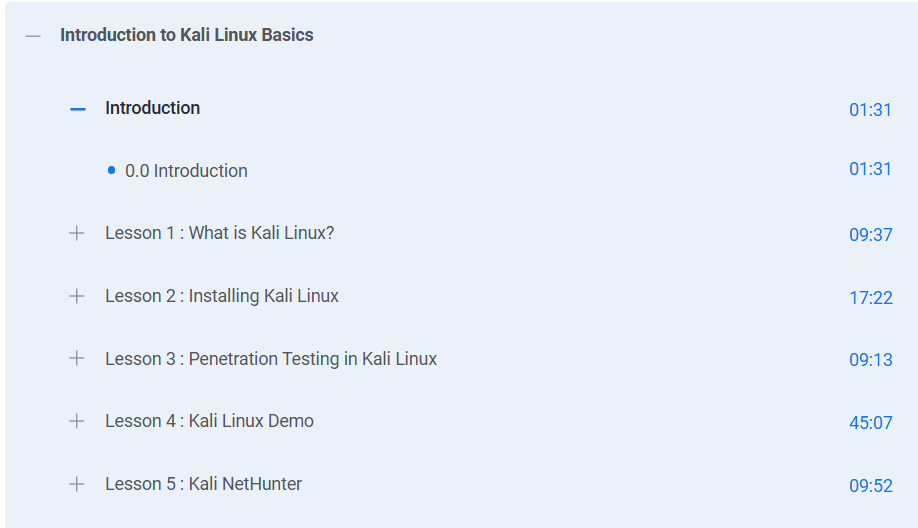 Introduction to Kali Linux Basics
Introduction 01:31
0.0 Introduction 01:31
Lesson 1 : What is Kali Linux? 09:37
Lesson 2 : Installing Kali Linux 17:22
Lesson 3 : Penetration Testing in Kali Linux 09:13
Lesson 4 : Kali Linux Demo 45:07
Lesson 5 : Kali NetHunter 09:52